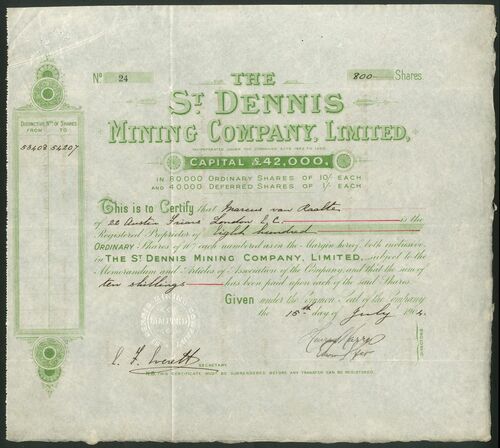 Nº 24
800 Shares
THE
ST DENNIS
MINING COMPANY, LIMITED,
INCORPORATED UNDER THE COMPANIES ACTS 1862 TO 1900.
CAPITAL £42,000.
IN 80000 ORDINARY SHARES OF 10/- EACH
AND 40000 DEFERRED SHARES OF 1/- EACH
DISTINCTIVE Nos OF SHARES
FROM TO
53408 54207
This is to Certify that Marcus van Raalte
of 22 Austin Friars London E.C. is the
Registered Proprietor of Eight hundred
ORDINARY Shares of 10/- each numbered as in the Margin hereof both inclusive,
in THE ST DENNIS MINING COMPANY, LIMITED, subject to the
Memorandum and Articles of Association of the Company, and that the sum of
ten shillings has been paid upon each of the said Shares.
Given under the Common Seal of the Company
the 15th day of July 1904.
LIMITED
DIRECTORS
SECRETARY
N.B. THIS CERTIFICATE MUST BE SURRENDERED BEFORE ANY TRANSFER CAN BE REGISTERED.